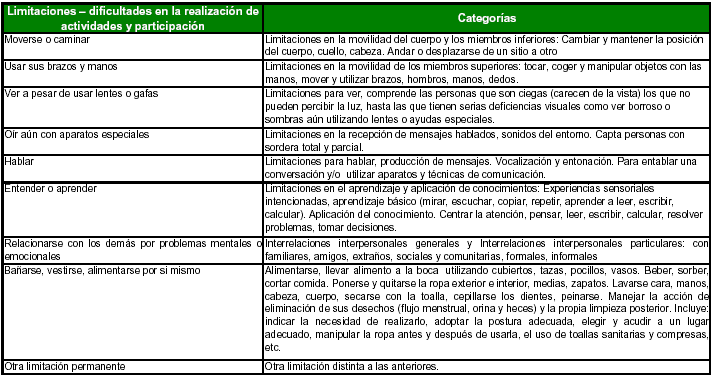 Limitaciones – dificultades en la realización de
actividades y participación
Categorías
Moverse o caminar
Limitaciones en la movilidad del cuerpo y los miembros inferiores: Cambiar y mantener la posición
del cuerpo, cuello, cabeza. Andar o desplazarse de un sitio a otro
Usar sus brazos y manos
Limitaciones en la movilidad de los miembros superiores: tocar, coger y manipular objetos con las
manos, mover y utilizar brazos, hombros, manos, dedos.
Ver a pesar de usar lentes o gafas
Limitaciones para ver, comprende las personas que son ciegas (carecen de la vista) los que no
pueden percibir la luz, hasta las que tienen serias deficiencias visuales como ver borroso o
sombras aún utilizando lentes o ayudas especiales.
Oír aún con aparatos especiales
Limitaciones en la recepción de mensajes hablados, sonidos del entorno. Capta personas con
sordera total y parcial.
Hablar
Limitaciones para hablar, producción de mensajes. Vocalización y entonación. Para entablar una
conversación y/o utilizar aparatos y técnicas de comunicación.
Entender o aprender
Limitaciones en el aprendizaje y aplicación de conocimientos: Experiencias sensoriales
intencionadas, aprendizaje básico (mirar, escuchar, copiar, repetir, aprender a leer, escribir,
calcular). Aplicación del conocimiento. Centrar la atención, pensar, leer, escribir, calcular, resolver
problemas, tomar decisiones.
Relacionarse con los demás por problemas mentales o
emocionales
Interrelaciones interpersonales generales y Interrelaciones interpersonales particulares: con
familiares, amigos, extraños, sociales y comunitarias, formales, informales
Bañarse, vestirse, alimentarse por si mismo
Alimentarse, llevar alimento a la boca utilizando cubiertos, tazas, pocillos, vasos. Beber, sorber,
cortar comida. Ponerse y quitarse la ropa exterior e interior, medias, zapatos. Lavarse cara, manos,
cabeza, cuerpo, secarse con la toalla, cepillarse los dientes, peinarse. Manejar la acción de
eliminación de sus desechos (flujo menstrual, orina y heces) y la propia limpieza posterior. Incluye:
indicar la necesidad de realizarlo, adoptar la postura adecuada, elegir y acudir a un lugar
adecuado, manipular la ropa antes y después de usarla, el uso de toallas sanitarias y compresas,
etc.
Otra limitación permanente
Otra limitación distinta a las anteriores.